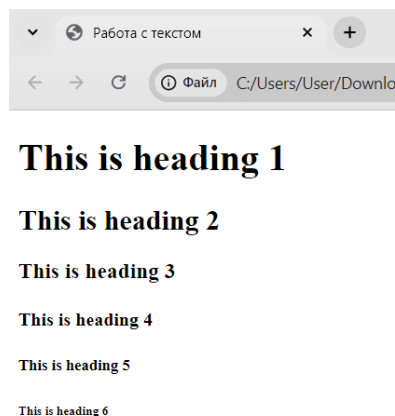 Работа с текстом
Файл C:/Users/User/Downlo
This is heading 1
This is heading 2
This is heading 3
This is heading 4
This is heading 5
This is heading 6